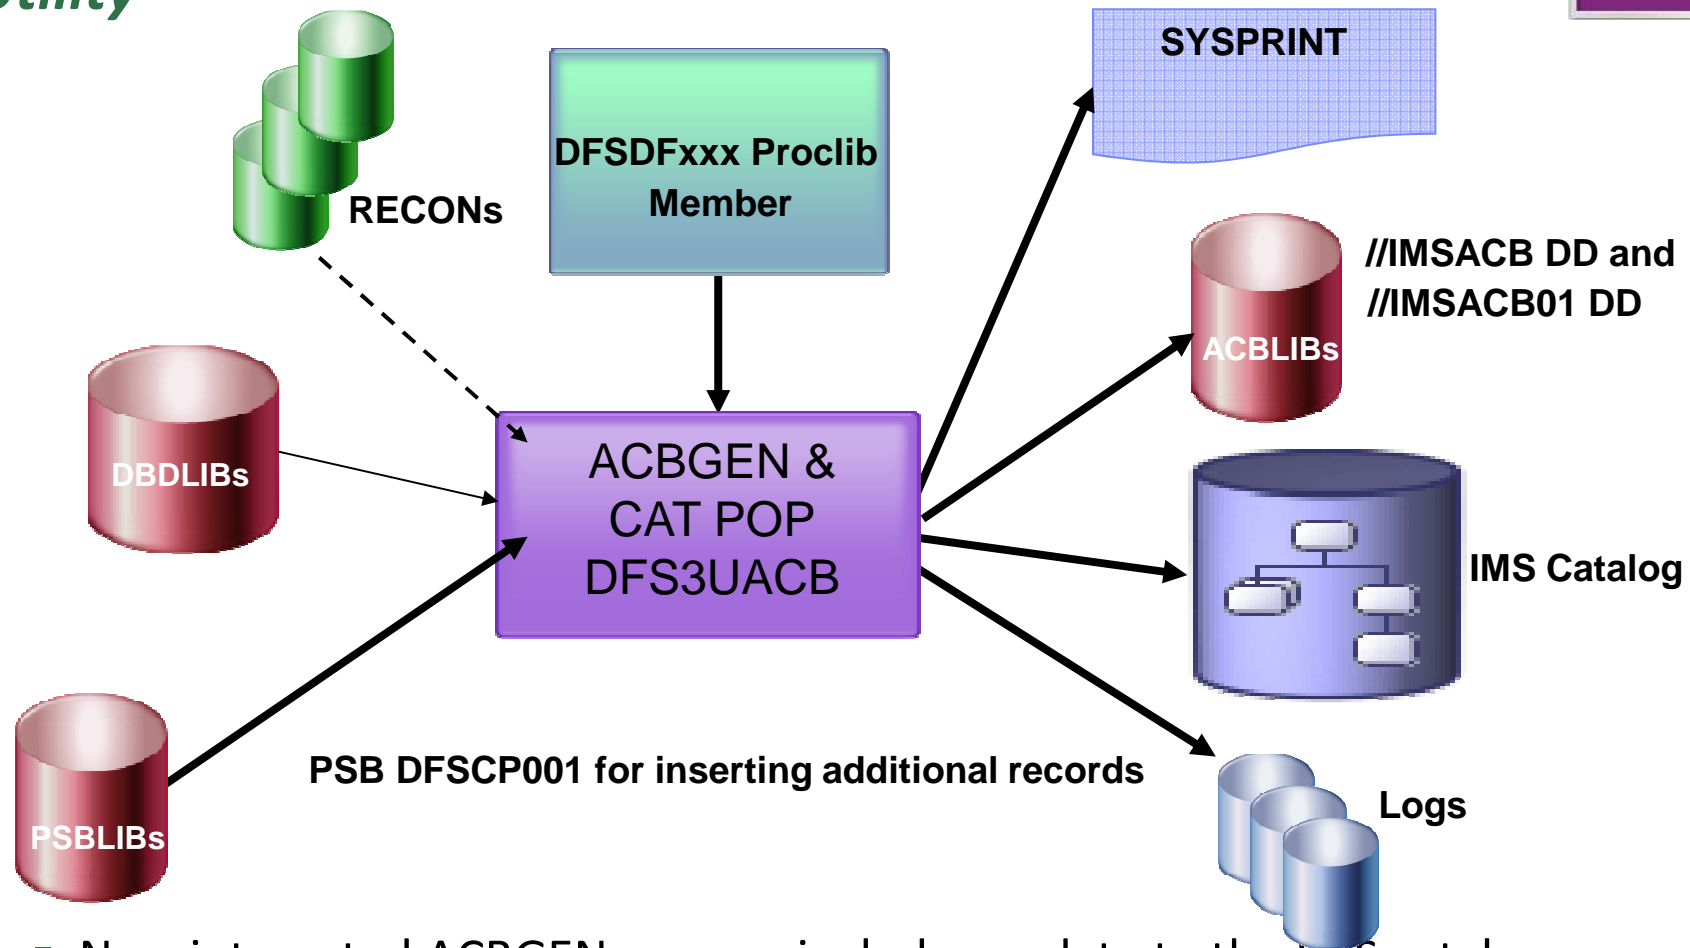 SYSPRINT
DFSDFxxx Proclib
Member
RECONs
//IMSACB DD and
//IMSACB01 DD
ACBLIBs
DBDLIBs
ACBGEN &
CAT POP
DFS3UACB
IMS Catalog
PSB DFSCP001 for inserting additional records
Logs
PSBLIBs